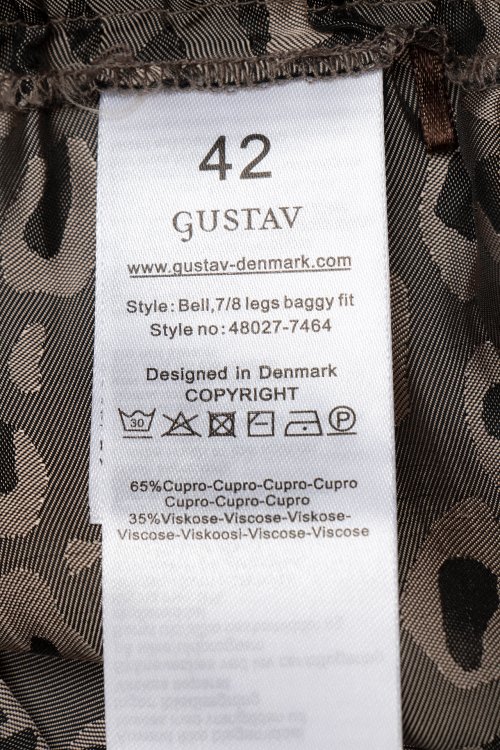 42
GUSTAV
www.gustav-denmark.com
Style: Bell,7/8 legs baggy fit
Style no: 48027-7464
Designed in Denmark
COPYRIGHT
30 P
65%Cupro-Cupro-Cupro-Cupro
Cupro-Cupro-Cupro
35%Viskose-Viscose-Viskose-
Viscose-Viskoosi-Viscose-Viscose